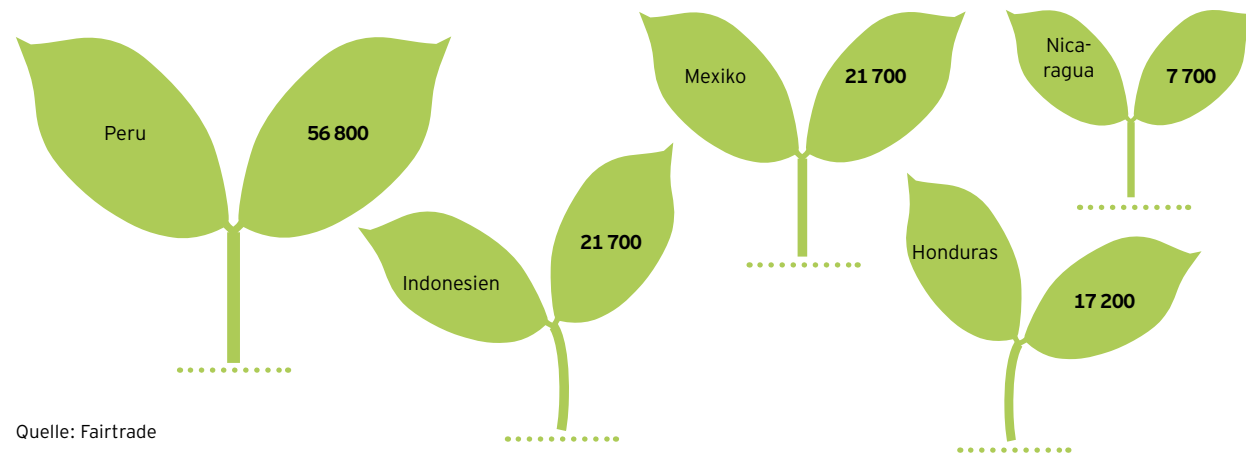 Peru
56 800
Indonesien
21 700
Mexiko
21 700
Nica-
ragua
7 700
Honduras
17 200
Quelle: Fairtrade